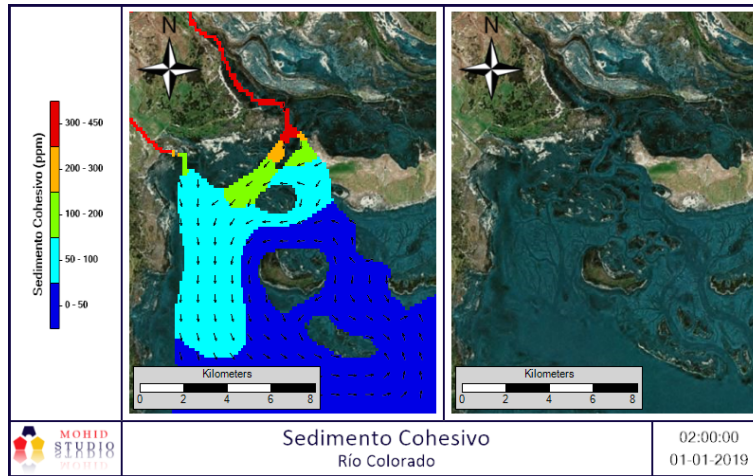 Sedimento Cohesivo (ppm)
300 - 450
200 - 300
100 - 200
50 - 100
0 - 50
N
Kilometers
0 2 4 6 8
N
Kilometers
0 2 4 6 8
MOHID
STUDIO
Sedimento Cohesivo
Río Colorado
02:00:00
01-01-2019